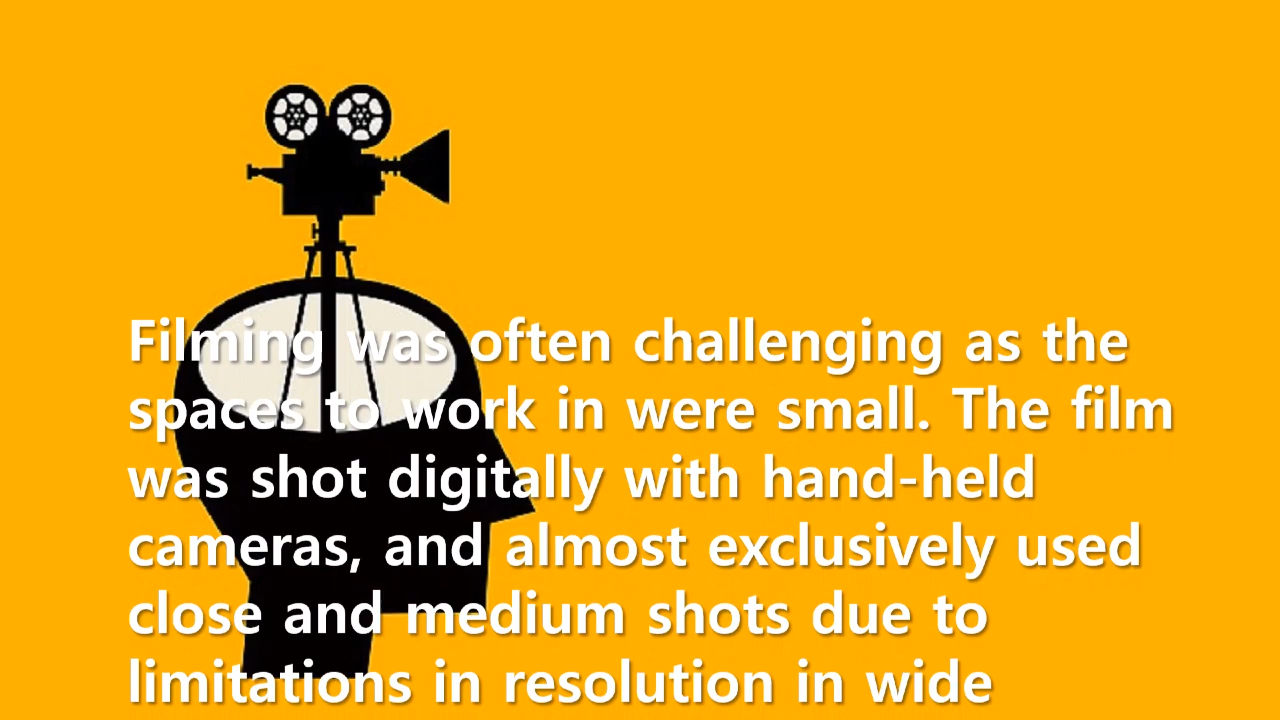 Filming was often challenging as the
spaces to work in were small. The film
was shot digitally with hand-held
cameras, and almost exclusively used
close and medium shots due to
limitations in resolution in wide